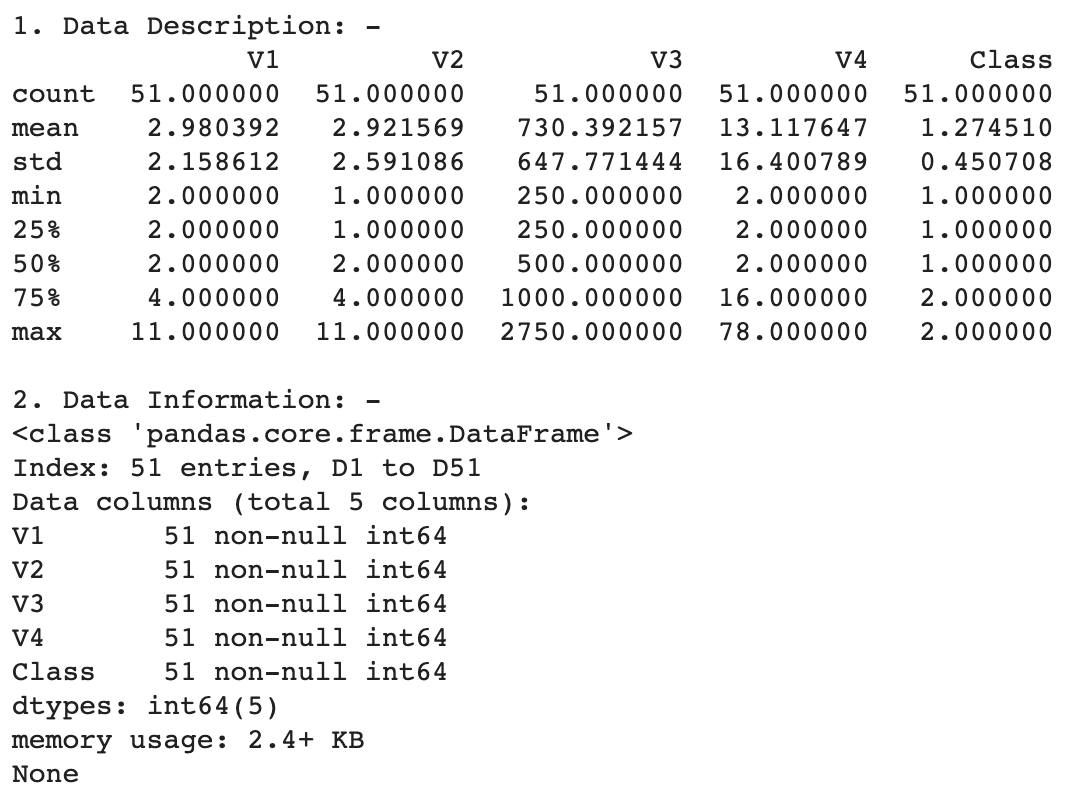 1. Data Description: -
V1 V2 V3 V4 Class
count 51.000000 51.000000 51.000000 51.000000 51.000000
mean 2.980392 2.921569 730.392157 13.117647 1.274510
std 2.158612 2.591086 647.771444 16.400789 0.450708
min 2.000000 1.000000 250.000000 2.000000 1.000000
25% 2.000000 1.000000 250.000000 2.000000 1.000000
50% 2.000000 2.000000 500.000000 2.000000 1.000000
75% 4.000000 4.000000 1000.000000 16.000000 2.000000
max 11.000000 11.000000 2750.000000 78.000000 2.000000
2. Data Information: -
<class 'pandas.core.frame.DataFrame'>
Index: 51 entries, D1 to D51
Data columns (total 5 columns):
V1 51 non-null int64
V2 51 non-null int64
V3 51 non-null int64
V4 51 non-null int64
Class 51 non-null int64
dtypes: int64(5)
memory usage: 2.4+ KB
None